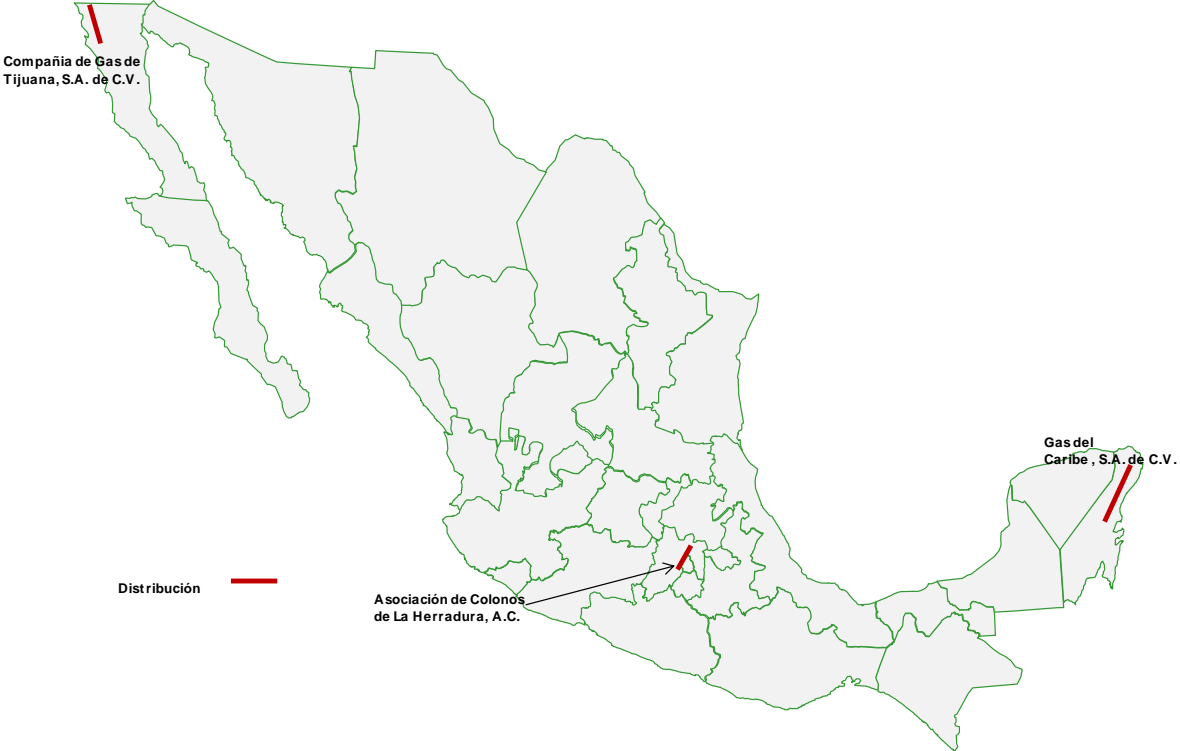 Compañia de Gas de
Tijuana, S.A. de C.V.
Gas del
Caribe , S.A. de C.V.
Distribución
Asociación de Colonos
de La Herradura, A.C.